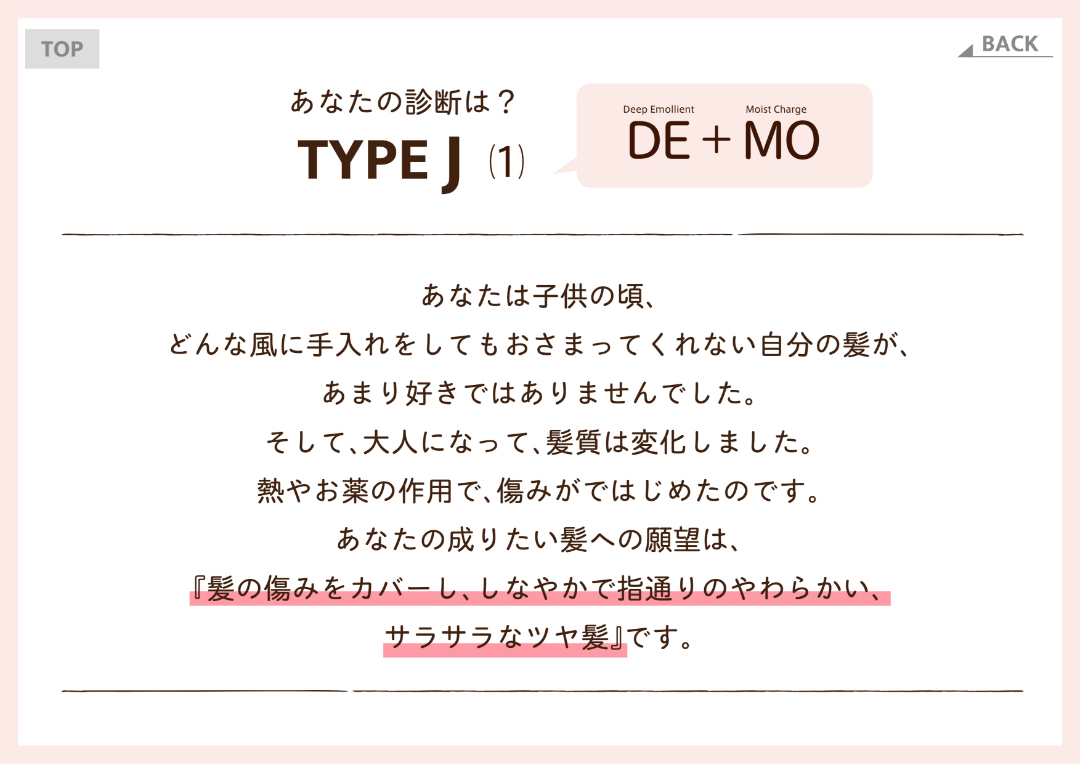 TOP
BACK
あなたの診断は？
TYPE J (1)
Deep Emollient Moist Charge
DE + MO
あなたは子供の頃、
どんな風に手入れをしてもおさまってくれない自分の髪が、
あまり好きではありませんでした。
そして、大人になって、髪質は変化しました。
熱やお薬の作用で、傷みがではじめたのです。
あなたの成りたい髪への願望は、
『髪の傷みをカバーし、しなやかで指通りのやわらかい、
サラサラなツヤ髪』です。